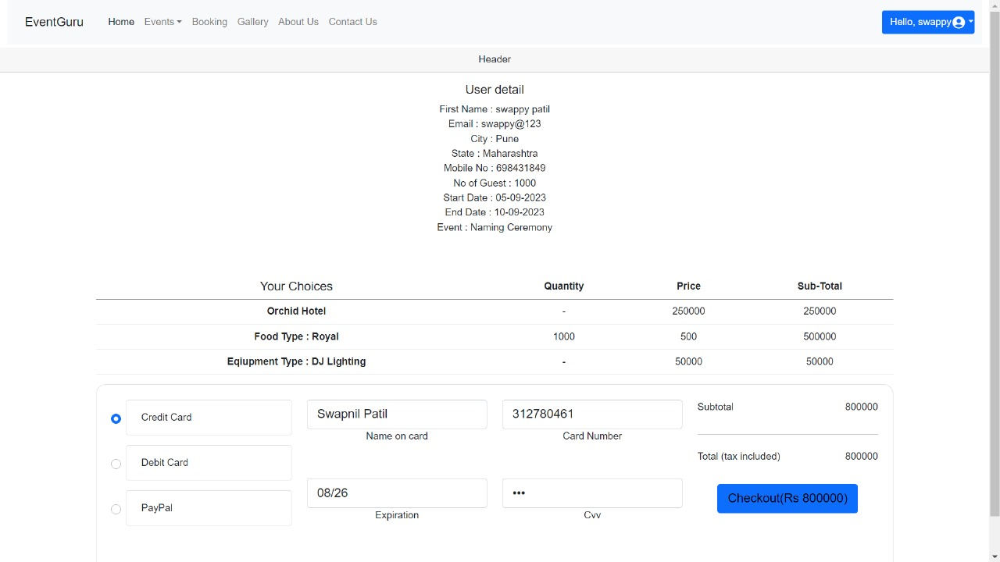 EventGuru Home Events Booking Gallery About Us Contact Us Hello, swappy
Header
User detail
First Name : swappy patil
Email : swappy@123
City : Pune
State : Maharashtra
Mobile No : 698431849
No of Guest : 1000
Start Date : 05-09-2023
End Date : 10-09-2023
Event : Naming Ceremony
Your Choices Quantity Price Sub-Total
Orchid Hotel - 250000 250000
Food Type : Royal 1000 500 500000
Eqiupment Type : DJ Lighting - 50000 50000
Credit Card
Debit Card
PayPal
Swapnil Patil
Name on card
312780461
Card Number
08/26
Expiration
•••
Cvv
Subtotal 800000
Total (tax included) 800000
Checkout(Rs 800000)